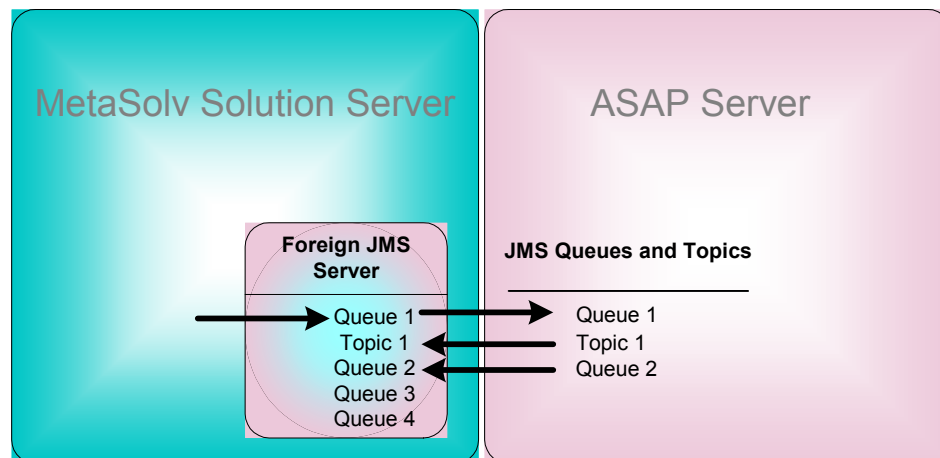 MetaSolv Solution Server
ASAP Server
Foreign JMS
Server
JMS Queues and Topics
Queue 1
Topic 1
Queue 2
Queue 3
Queue 4
Queue 1
Topic 1
Queue 2